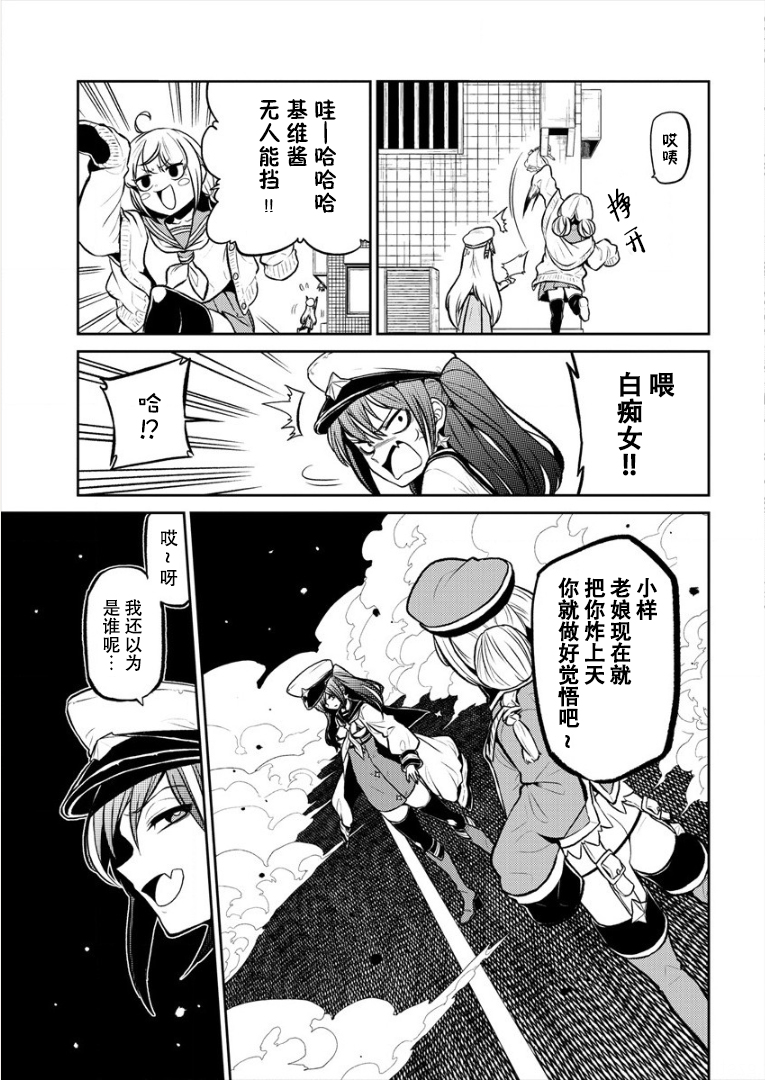 哎咦
挣开
哇—哈哈哈
基维酱
无人能挡
!!
喂
白痴女!!
哈!?
小样
老娘现在就
把你炸上天
你就做好觉悟吧~
哎~呀
我还以为
是谁呢…